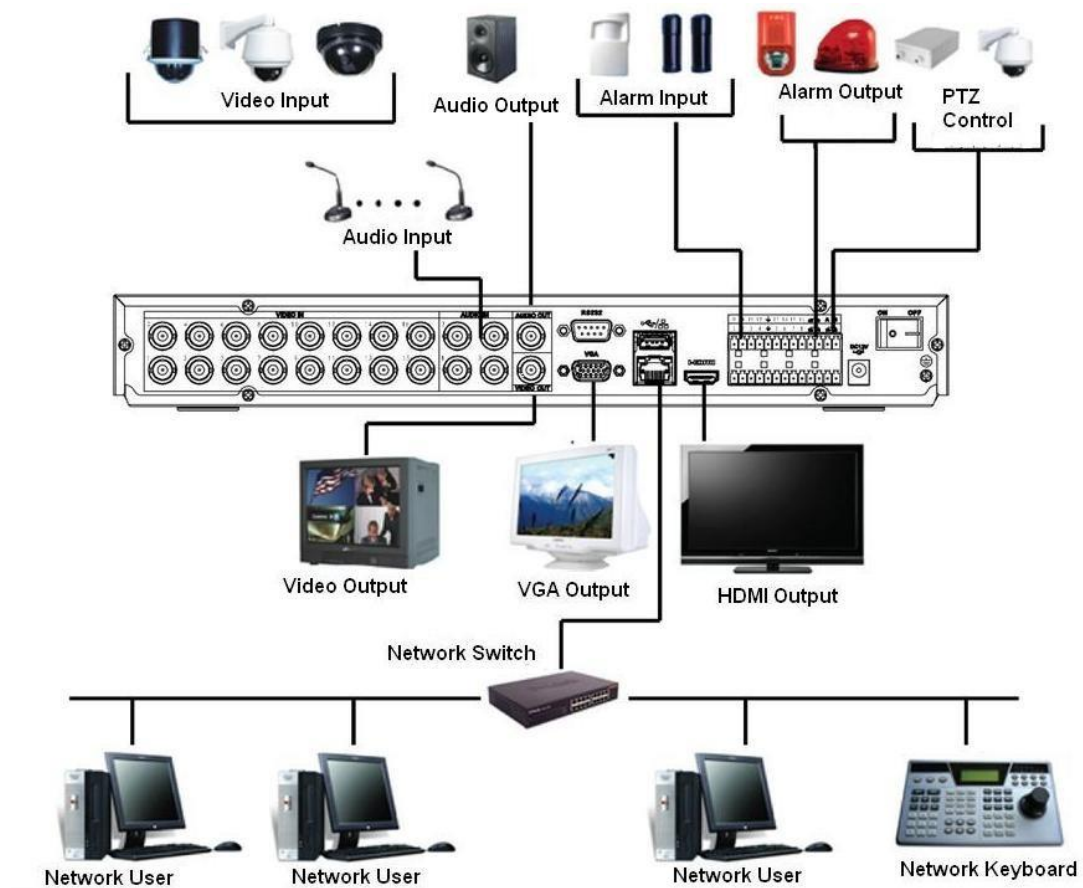 Video Input
Audio Output
Alarm Input
Alarm Output
PTZ
Control
Audio Input
VIDEO IN
AUDIO IN
AUDIO OUT
RS232
ON OFF
VGA
DC12V
VIDEO OUT
Video Output
VGA Output
HDMI Output
Network Switch
Network User
Network User
Network User
Network Keyboard